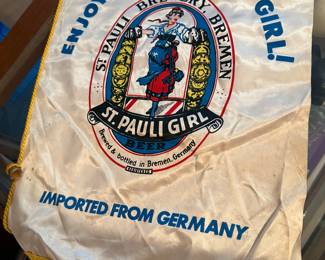 ENJOY GIRL!
ST. PAULI BREWERY, BREMEN
ST. PAULI GIRL
BEER
Brewed & bottled in Bremen, Germany
IMPORTED FROM GERMANY